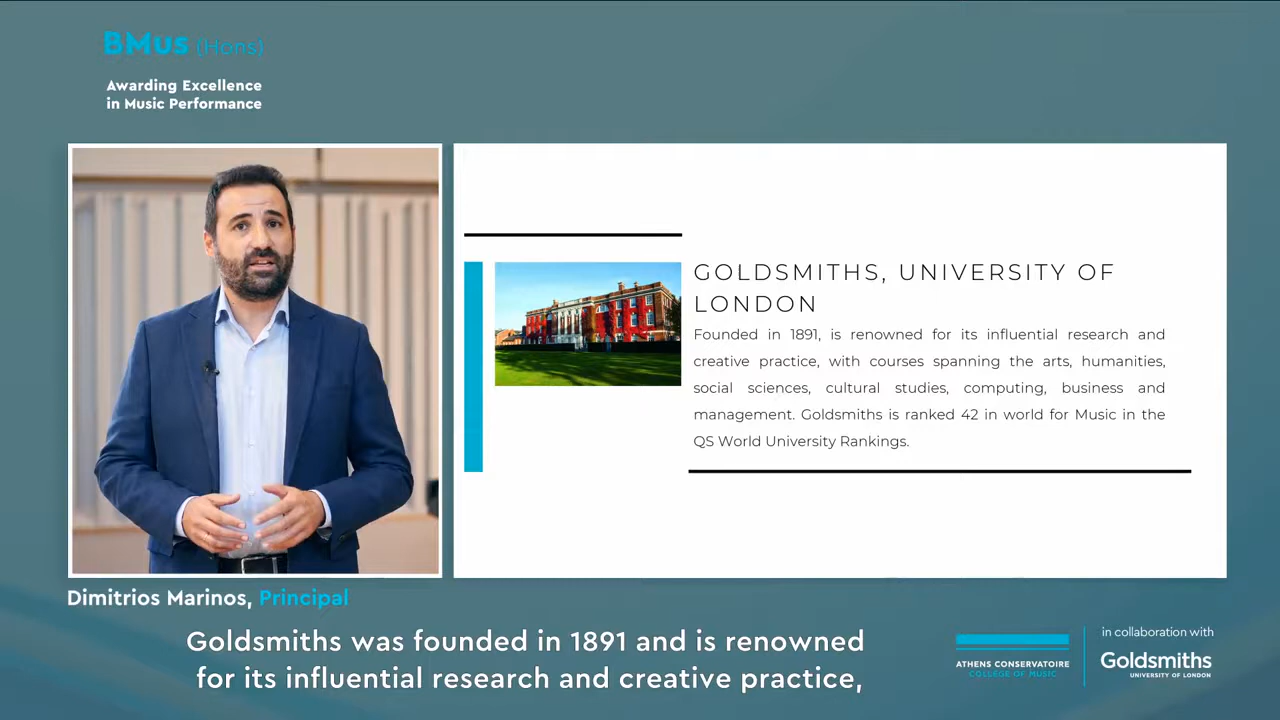 BMus (Hons)
Awarding Excellence
in Music Performance
GOLDSMITHS, UNIVERSITY OF
LONDON
Founded in 1891, is renowned for its influential research and
creative practice, with courses spanning the arts, humanities,
social sciences, cultural studies, computing, business and
management. Goldsmiths is ranked 42 in world for Music in the
QS World University Rankings.
Dimitrios Marinos, Principal
Goldsmiths was founded in 1891 and is renowned
for its influential research and creative practice,
ATHENS CONSERVATOIRE
COLLEGE OF MUSIC
in collaboration with
Goldsmiths
UNIVERSITY OF LONDON